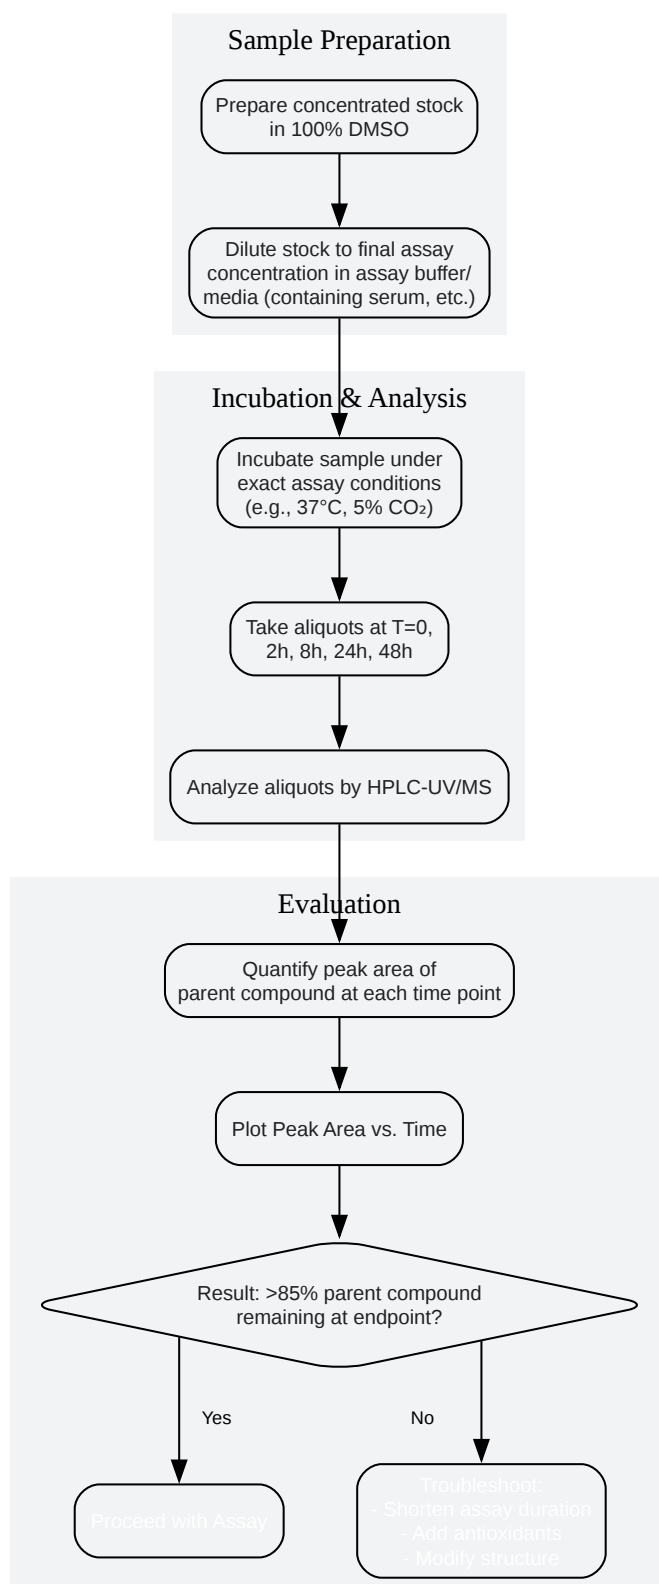 Sample Preparation
Prepare concentrated stock
in 100% DMSO
Dilute stock to final assay
concentration in assay buffer/
media (containing serum, etc.)
Incubation & Analysis
Incubate sample under
exact assay conditions
(e.g., 37°C, 5% CO₂)
Take aliquots at T=0,
2h, 8h, 24h, 48h
Analyze aliquots by HPLC-UV/MS
Evaluation
Quantify peak area of
parent compound at each time point
Plot Peak Area vs. Time
Result: >85% parent compound
remaining at endpoint?
Yes
No
Proceed with Assay
Troubleshoot:
- Shorten assay duration
- Add antioxidants
- Modify structure